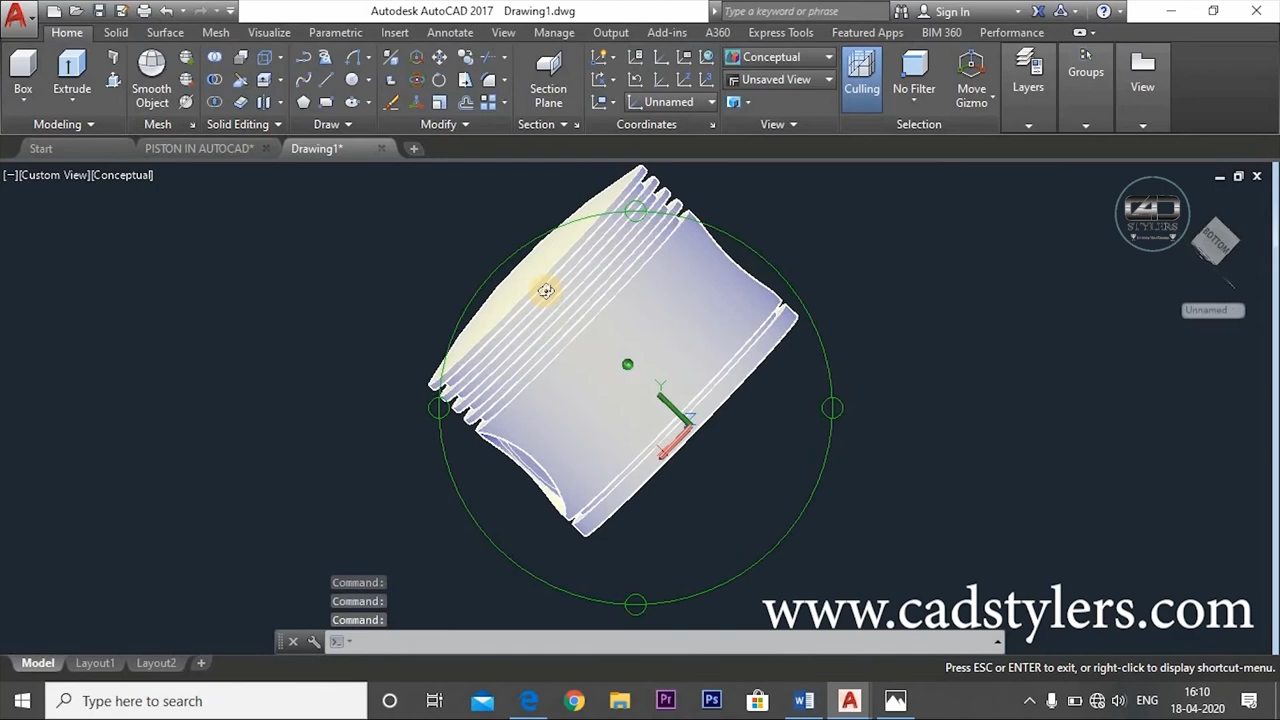 Autodesk AutoCAD 2017 Drawing1.dwg
Type a keyword or phrase
Sign In
Home Solid Surface Mesh Visualize Parametric Insert Annotate View Manage Output Add-ins A360 Express Tools Featured Apps BIM 360 Performance
Box
Extrude
Smooth Object
Section Plane
Unnamed
Conceptual
Unsaved View
Culling
No Filter
Move Gizmo
Layers
Groups
View
Modeling Mesh Solid Editing Draw Modify Section Coordinates View Selection
Start PISTON IN AUTOCAD* Drawing1*
[−][Custom View][Conceptual]
CAD
STYLERS
BOTTOM
Unnamed
Y
Z
X
Command:
Command:
Command:
www.cadstylers.com
Model Layout1 Layout2
Press ESC or ENTER to exit, or right-click to display shortcut-menu.
Type here to search
Pr
Ps
ENG
16:10
18-04-2020